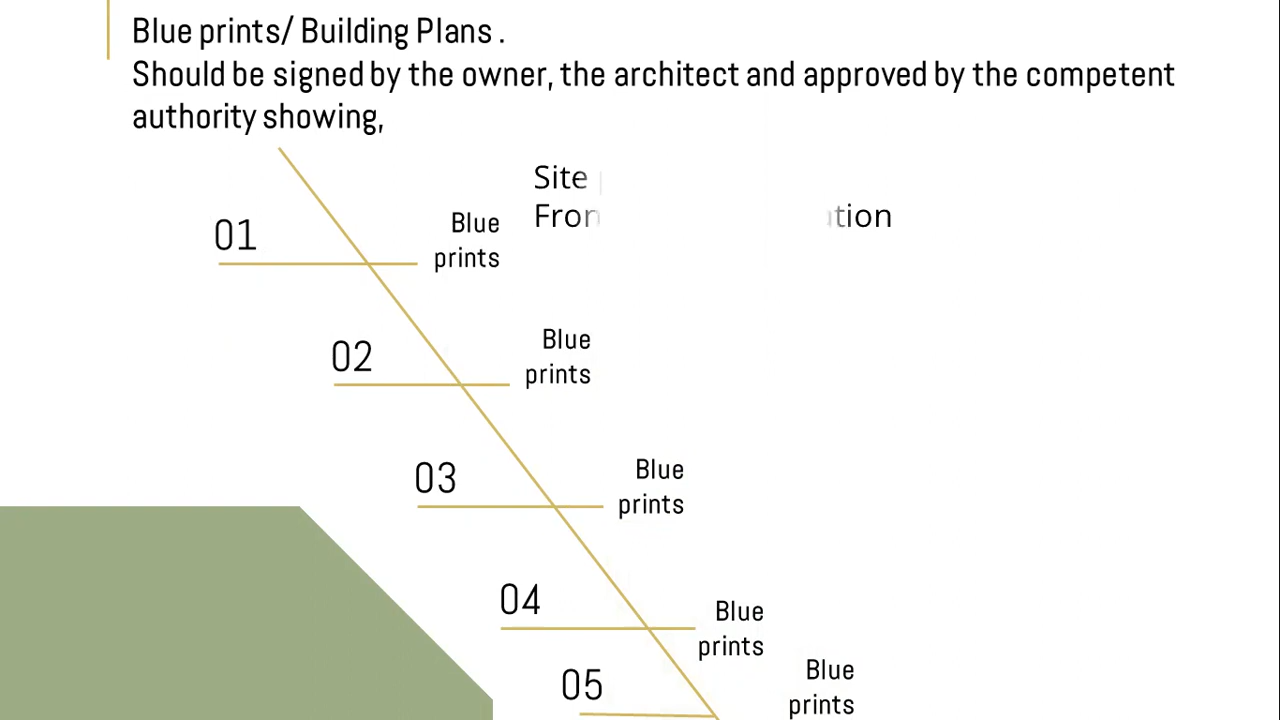 Blue prints/ Building Plans .
Should be signed by the owner, the architect and approved by the competent
authority showing,
Site
01
Blue
prints
02
Blue
prints
03
Blue
prints
04
Blue
prints
05
Blue
prints